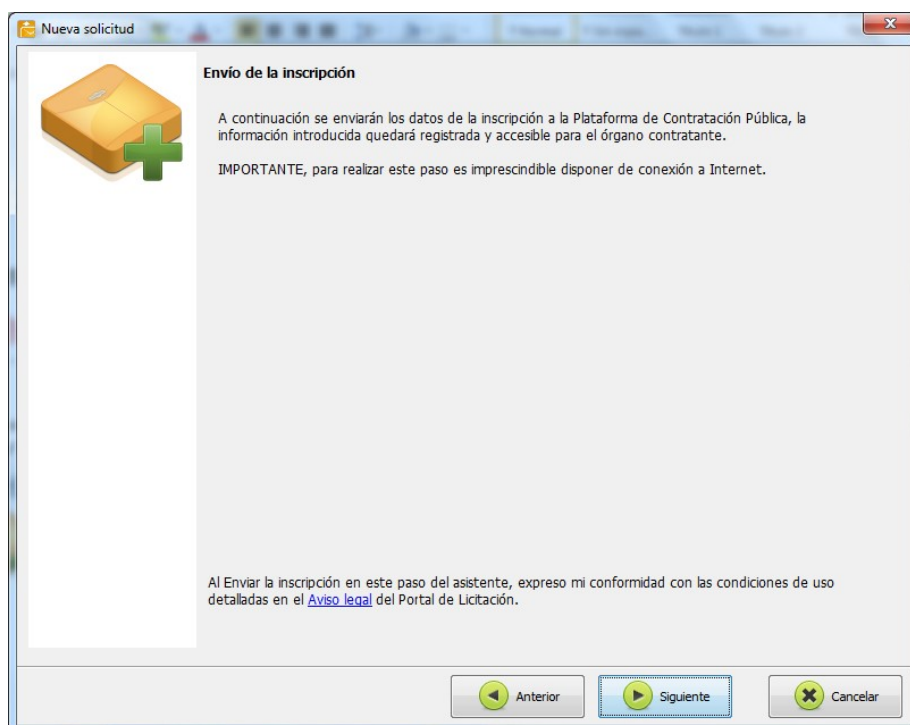 Nueva solicitud
Envío de la inscripción
A continuación se enviarán los datos de la inscripción a la Plataforma de Contratación Pública, la
información introducida quedará registrada y accesible para el órgano contratante.
IMPORTANTE, para realizar este paso es imprescindible disponer de conexión a Internet.
Al Enviar la inscripción en este paso del asistente, expreso mi conformidad con las condiciones de uso
detalladas en el Aviso legal del Portal de Licitación.
Anterior
Siguiente
Cancelar